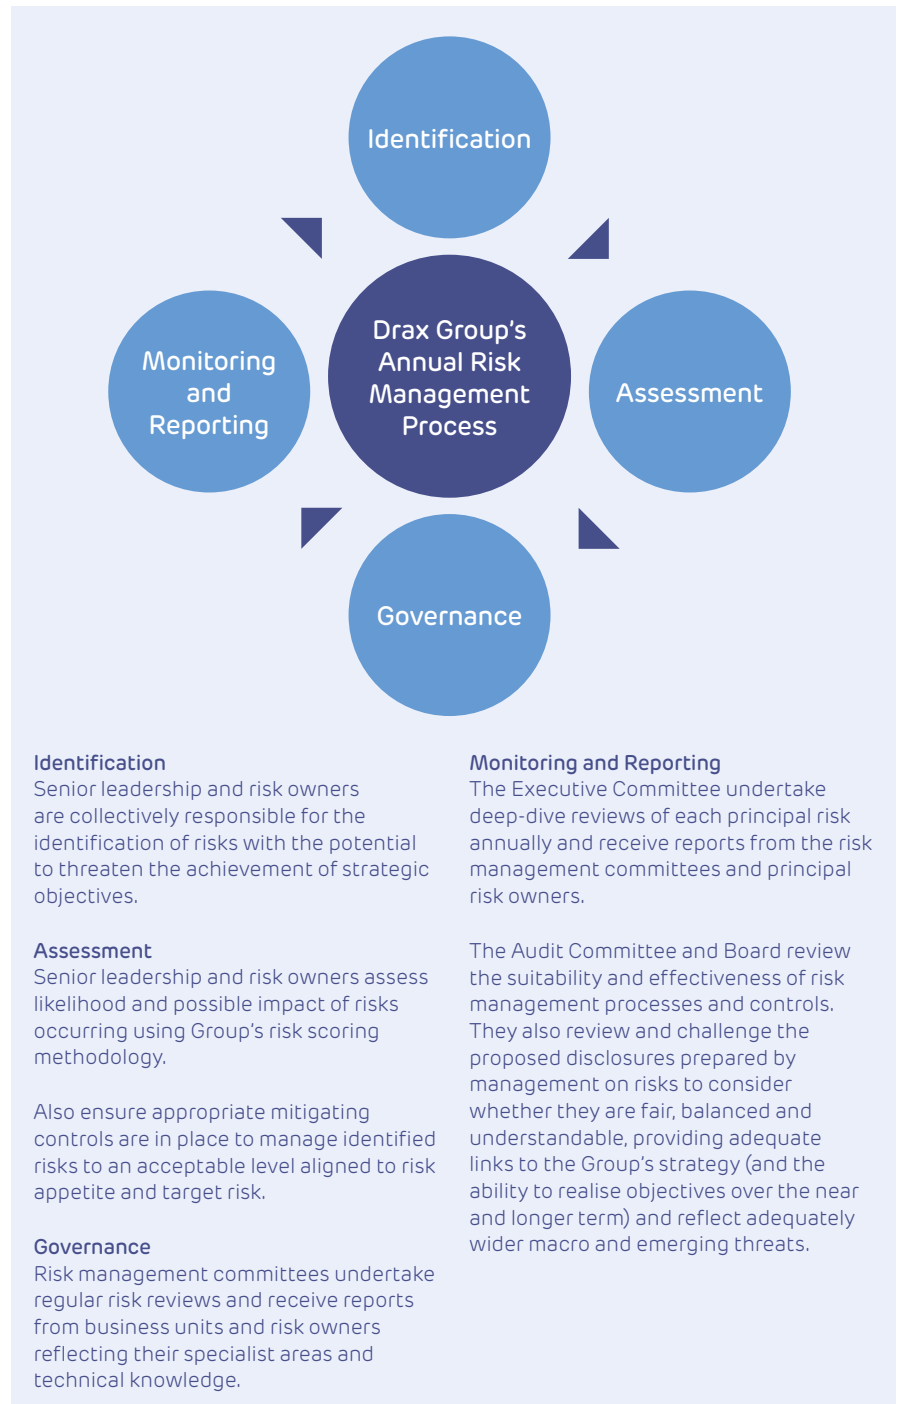 Identification
Drax Group's
Annual Risk
Management
Process
Monitoring
and
Reporting
Assessment
Governance
Identification
Senior leadership and risk owners
are collectively responsible for the
identification of risks with the potential
to threaten the achievement of strategic
objectives.
Assessment
Senior leadership and risk owners assess
likelihood and possible impact of risks
occurring using Group's risk scoring
methodology.
Also ensure appropriate mitigating
controls are in place to manage identified
risks to an acceptable level aligned to risk
appetite and target risk.
Governance
Risk management committees undertake
regular risk reviews and receive reports
from business units and risk owners
reflecting their specialist areas and
technical knowledge.
Monitoring and Reporting
The Executive Committee undertake
deep-dive reviews of each principal risk
annually and receive reports from the risk
management committees and principal
risk owners.
The Audit Committee and Board review
the suitability and effectiveness of risk
management processes and controls.
They also review and challenge the
proposed disclosures prepared by
management on risks to consider
whether they are fair, balanced and
understandable, providing adequate
links to the Group's strategy (and the
ability to realise objectives over the near
and longer term) and reflect adequately
wider macro and emerging threats.